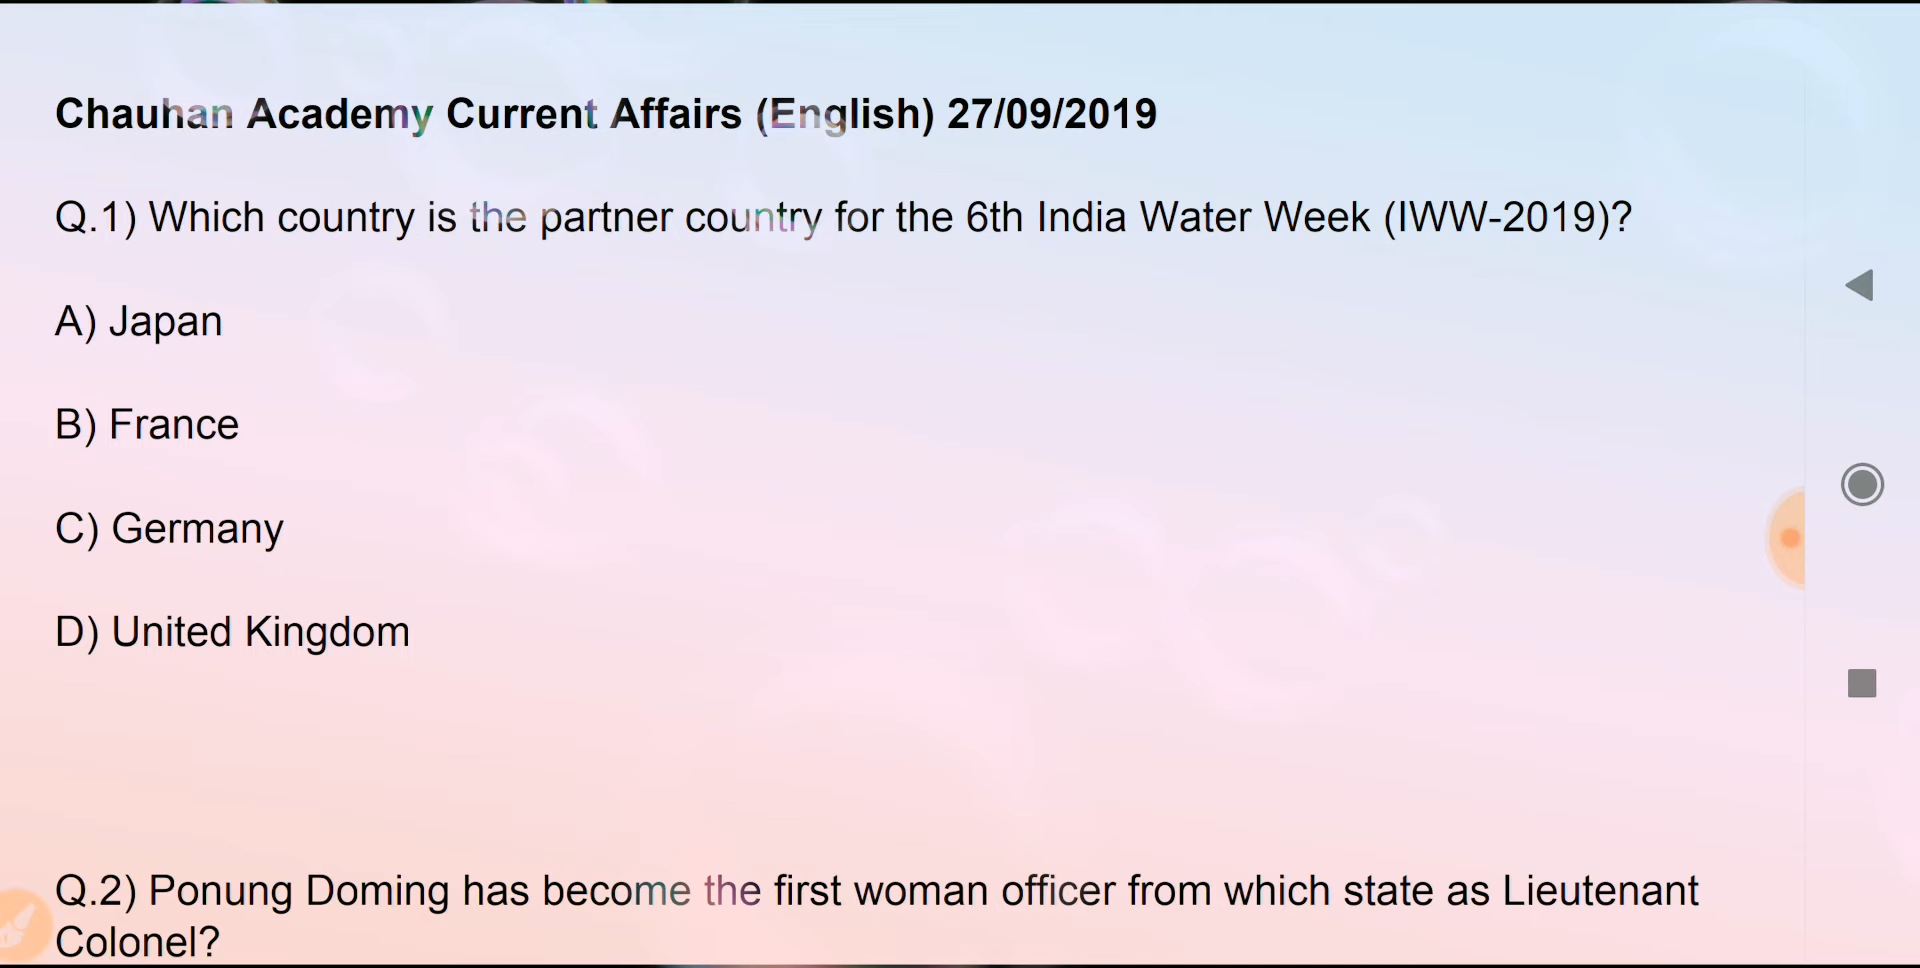 Chauhan Academy Current Affairs (English) 27/09/2019
Q.1) Which country is the partner country for the 6th India Water Week (IWW-2019)?
A) Japan
B) France
C) Germany
D) United Kingdom
Q.2) Ponung Doming has become the first woman officer from which state as Lieutenant
Colonel?